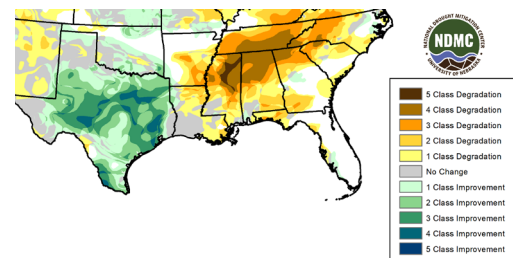 NATIONAL DROUGHT MITIGATION CENTER
NDMC
UNIVERSITY OF NEBRASKA
5 Class Degradation
4 Class Degradation
3 Class Degradation
2 Class Degradation
1 Class Degradation
No Change
1 Class Improvement
2 Class Improvement
3 Class Improvement
4 Class Improvement
5 Class Improvement